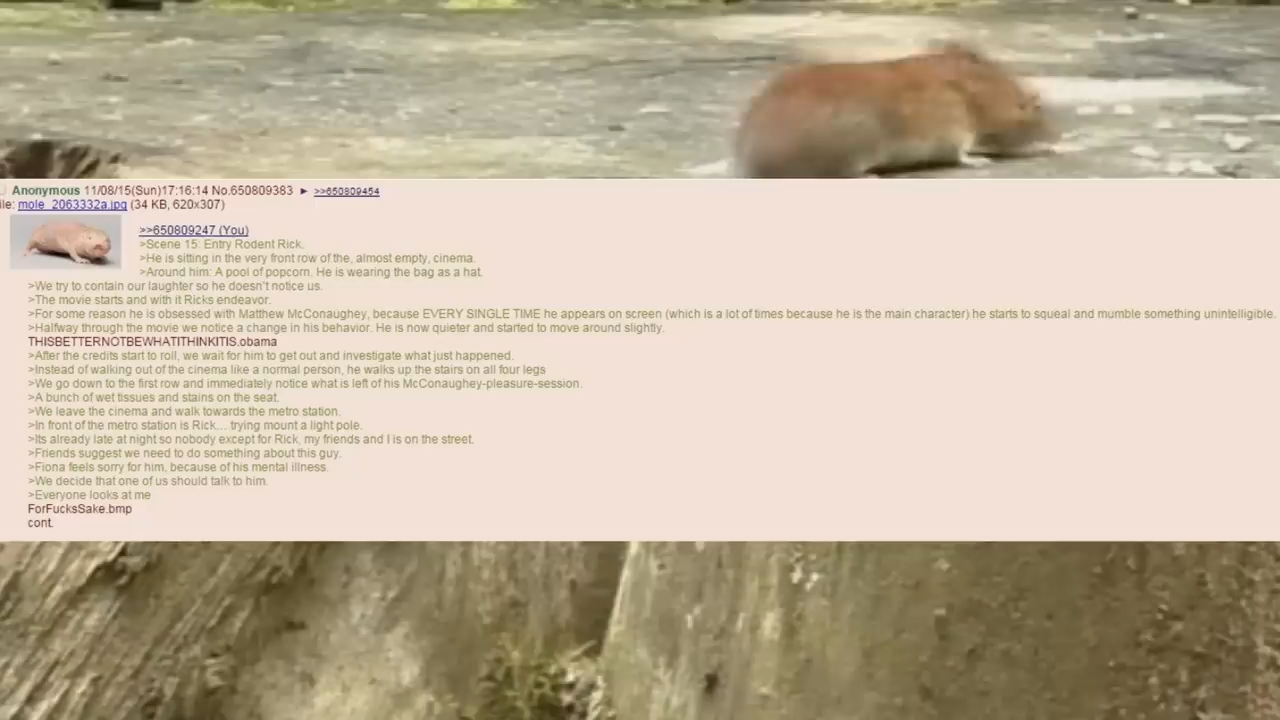 Anonymous 11/08/15(Sun)17:16:14 No.650809383 ► >>650809454
ile: mole_2063332a.jpg (34 KB, 620x307)
>>650809247 (You)
>Scene 15: Entry Rodent Rick.
>He is sitting in the very front row of the, almost empty, cinema.
>Around him: A pool of popcorn. He is wearing the bag as a hat.
>We try to contain our laughter so he doesn't notice us.
>The movie starts and with it Ricks endeavor.
>For some reason he is obsessed with Matthew McConaughey, because EVERY SINGLE TIME he appears on screen (which is a lot of times because he is the main character) he starts to squeal and mumble something unintelligible.
>Halfway through the movie we notice a change in his behavior. He is now quieter and started to move around slightly.
THISBETTERNOTBEWHATITHINKITIS.obama
>After the credits start to roll, we wait for him to get out and investigate what just happened.
>Instead of walking out of the cinema like a normal person, he walks up the stairs on all four legs
>We go down to the first row and immediately notice what is left of his McConaughey-pleasure-session.
>A bunch of wet tissues and stains on the seat.
>We leave the cinema and walk towards the metro station.
>In front of the metro station is Rick... trying mount a light pole.
>Its already late at night so nobody except for Rick, my friends and I is on the street.
>Friends suggest we need to do something about this guy.
>Fiona feels sorry for him, because of his mental illness.
>We decide that one of us should talk to him.
>Everyone looks at me
ForFucksSake.bmp
cont.